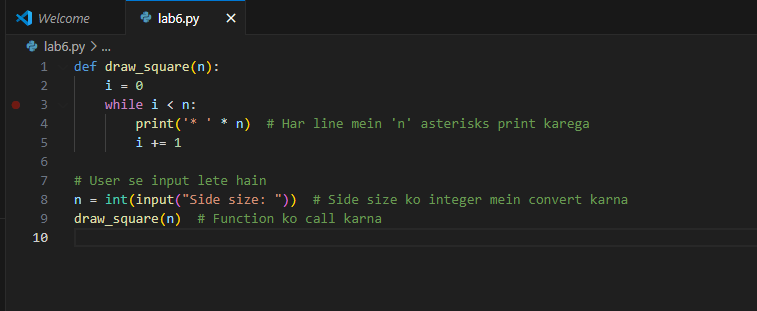 Welcome lab6.py ×
lab6.py > ...
1 def draw_square(n):
2     i = 0
3     while i < n:
4         print('* ' * n)  # Har line mein 'n' asterisks print karega
5         i += 1
6
7 # User se input lete hain
8 n = int(input("Side size: "))  # Side size ko integer mein convert karna
9 draw_square(n)  # Function ko call karna
10